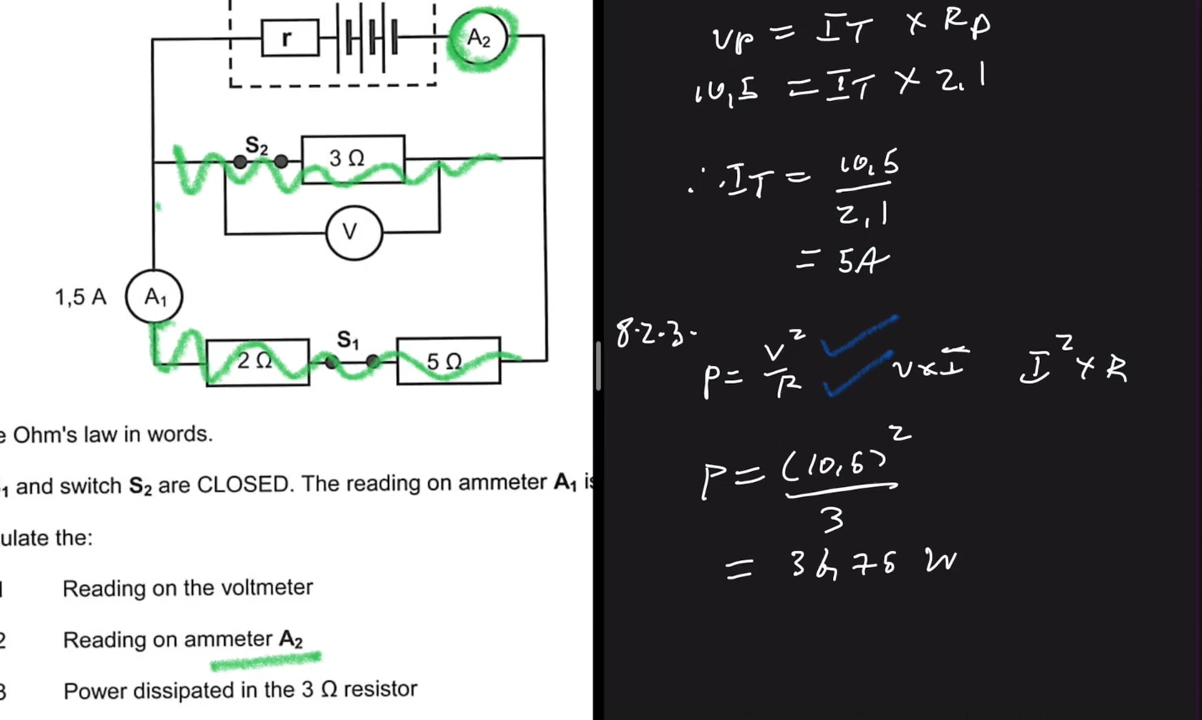 r
A₂
S₂
3 Ω
V
1,5 A
A₁
S₁
2 Ω
5 Ω
e Ohm's law in words.
₁ and switch S₂ are CLOSED. The reading on ammeter A₁ is
ulate the:
1 Reading on the voltmeter
2 Reading on ammeter A₂
3 Power dissipated in the 3 Ω resistor
Vp = IT × Rp
10,5 = IT × 2,1
∴ IT = 10,5 / 2,1
= 5A
8.2.3.
P = V² / R V×I I² × R
P = (10,5)² / 3
= 36,75 W